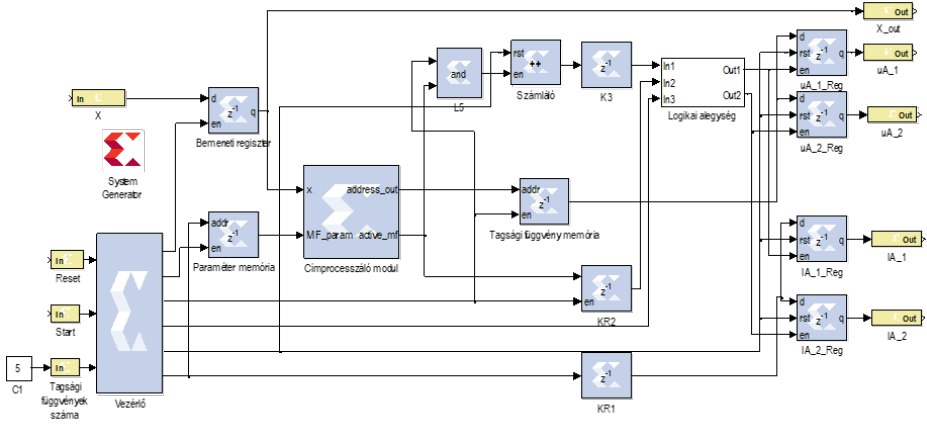 Out
X_out
In
X
System
Generator
d
en
z-1
q
Bemeneti regiszter
and
L5
rst
en
++
Számláló
z-1
K3
In1
In2
In3
Out1
Out2
Logikai alegység
d
rst
en
z-1
q
uA_1_Reg
Out
uA_1
d
rst
en
z-1
q
uA_2_Reg
Out
uA_2
x
MF_param
address_out
active_mf
Címprocesszáló modul
addr
en
z-1
Paraméter memória
addr
en
z-1
Tagsági függvény memória
In
Reset
In
Start
5
C1
In
Tagsági
függvények
száma
Vezérlő
en
z-1
KR2
z-1
KR1
d
rst
en
z-1
q
IA_1_Reg
Out
IA_1
d
rst
en
z-1
q
IA_2_Reg
Out
IA_2